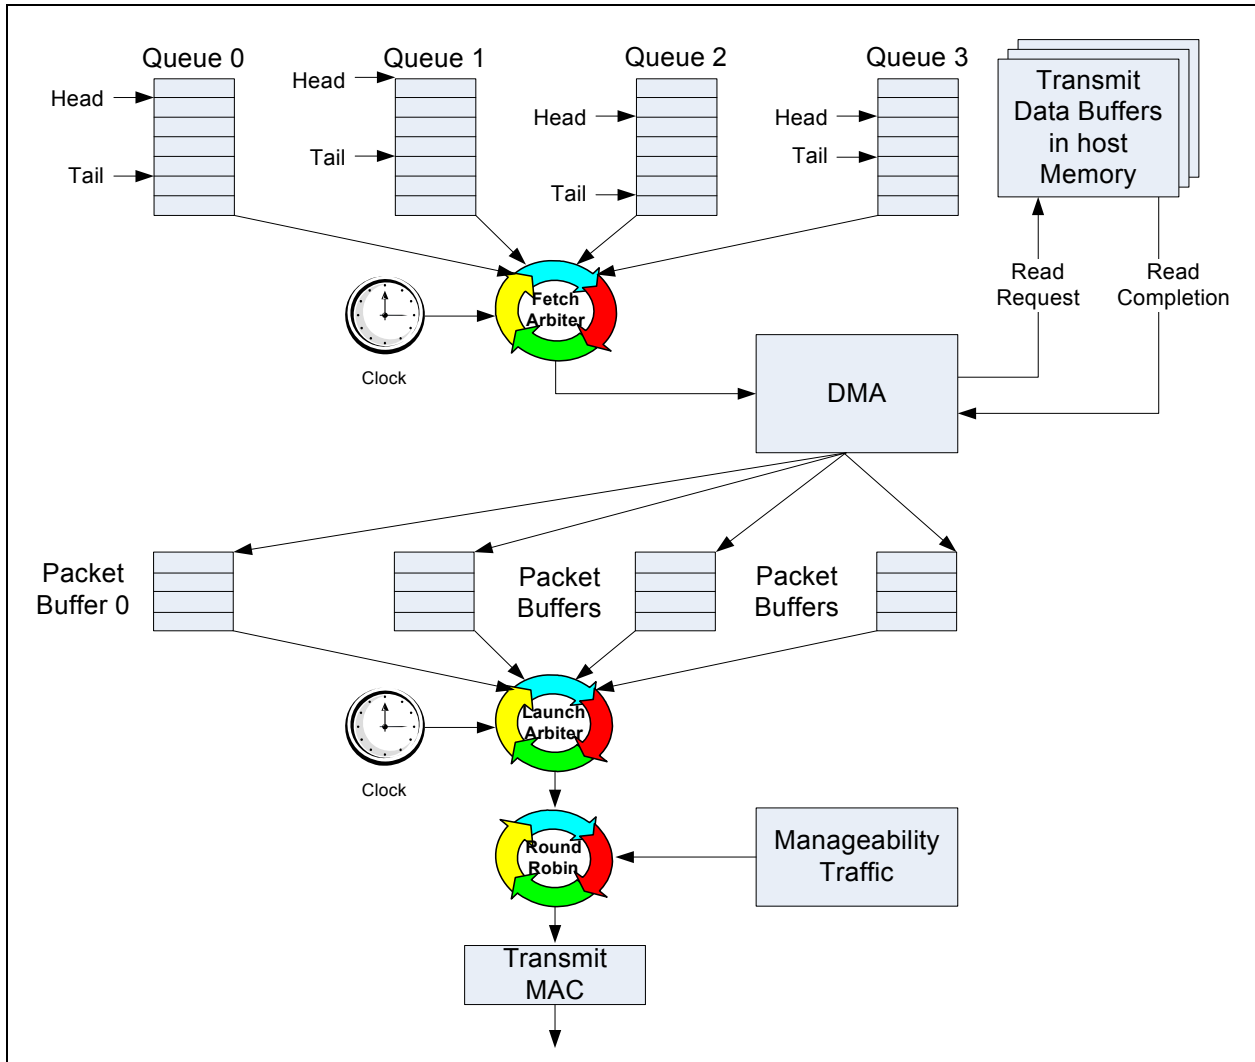 Queue 0
Queue 1
Queue 2
Queue 3
Head
Tail
Head
Tail
Head
Tail
Head
Tail
Transmit
Data Buffers
in host
Memory
Read
Request
Read
Completion
Fetch
Arbiter
Clock
DMA
Packet
Buffer 0
Packet
Buffers
Packet
Buffers
Launch
Arbiter
Clock
Round
Robin
Manageability
Traffic
Transmit
MAC